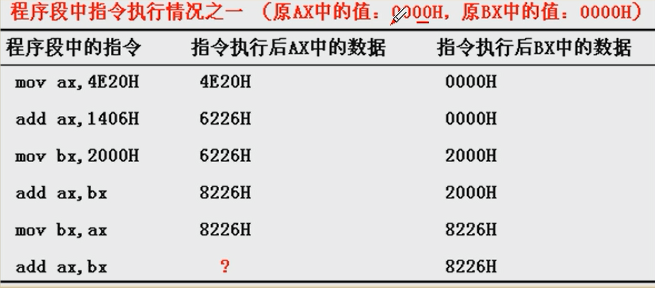 程序段中指令执行情况之一 （原AX中的值：0000H，原BX中的值：0000H）
程序段中的指令 指令执行后AX中的数据 指令执行后BX中的数据
mov ax,4E20H 4E20H 0000H
add ax,1406H 6226H 0000H
mov bx,2000H 6226H 2000H
add ax,bx 8226H 2000H
mov bx,ax 8226H 8226H
add ax,bx ? 8226H